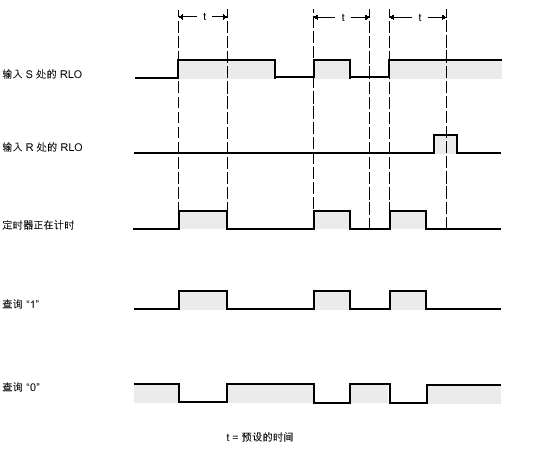 t
t
t
输入 S 处的 RLO
输入 R 处的 RLO
定时器正在计时
查询 “1”
查询 “0”
t = 预设的时间